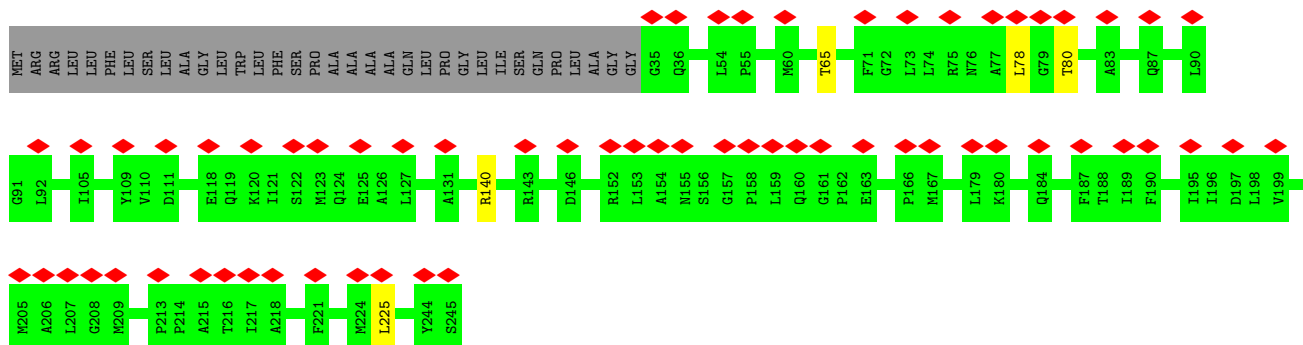 MET ARG ARG LEU LEU PHE LEU SER LEU ALA GLY LEU TRP LEU PHE SER PRO ALA ALA ALA ALA GLN LEU PRO GLY LEU ILE SER GLN PRO LEU ALA GLY GLY G35 Q36 L54 P55 M60 T65 F71 G72 L73 L74 R75 N76 A77 L78 G79 T80 A83 Q87 L90
G91 L92 I105 Y109 V110 D111 E118 Q119 K120 I121 S122 M123 Q124 E125 A126 L127 A131 R140 R143 D146 R152 L153 A154 N155 S156 G157 P158 L159 Q160 G161 P162 E163 P166 M167 L179 K180 Q184 F187 T188 I189 F190 I195 I196 D197 L198 V199
M205 A206 L207 G208 M209 P213 P214 A215 T216 I217 A218 F221 M224 L225 Y244 S245